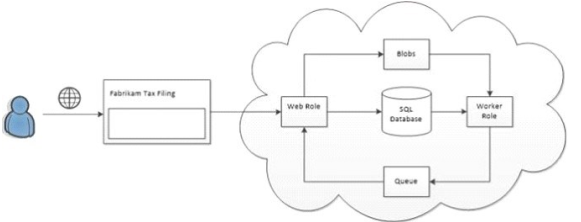 Fabrikam Tax Filing
Blobs
Web Role
SQL
Database
Worker
Role
Queue